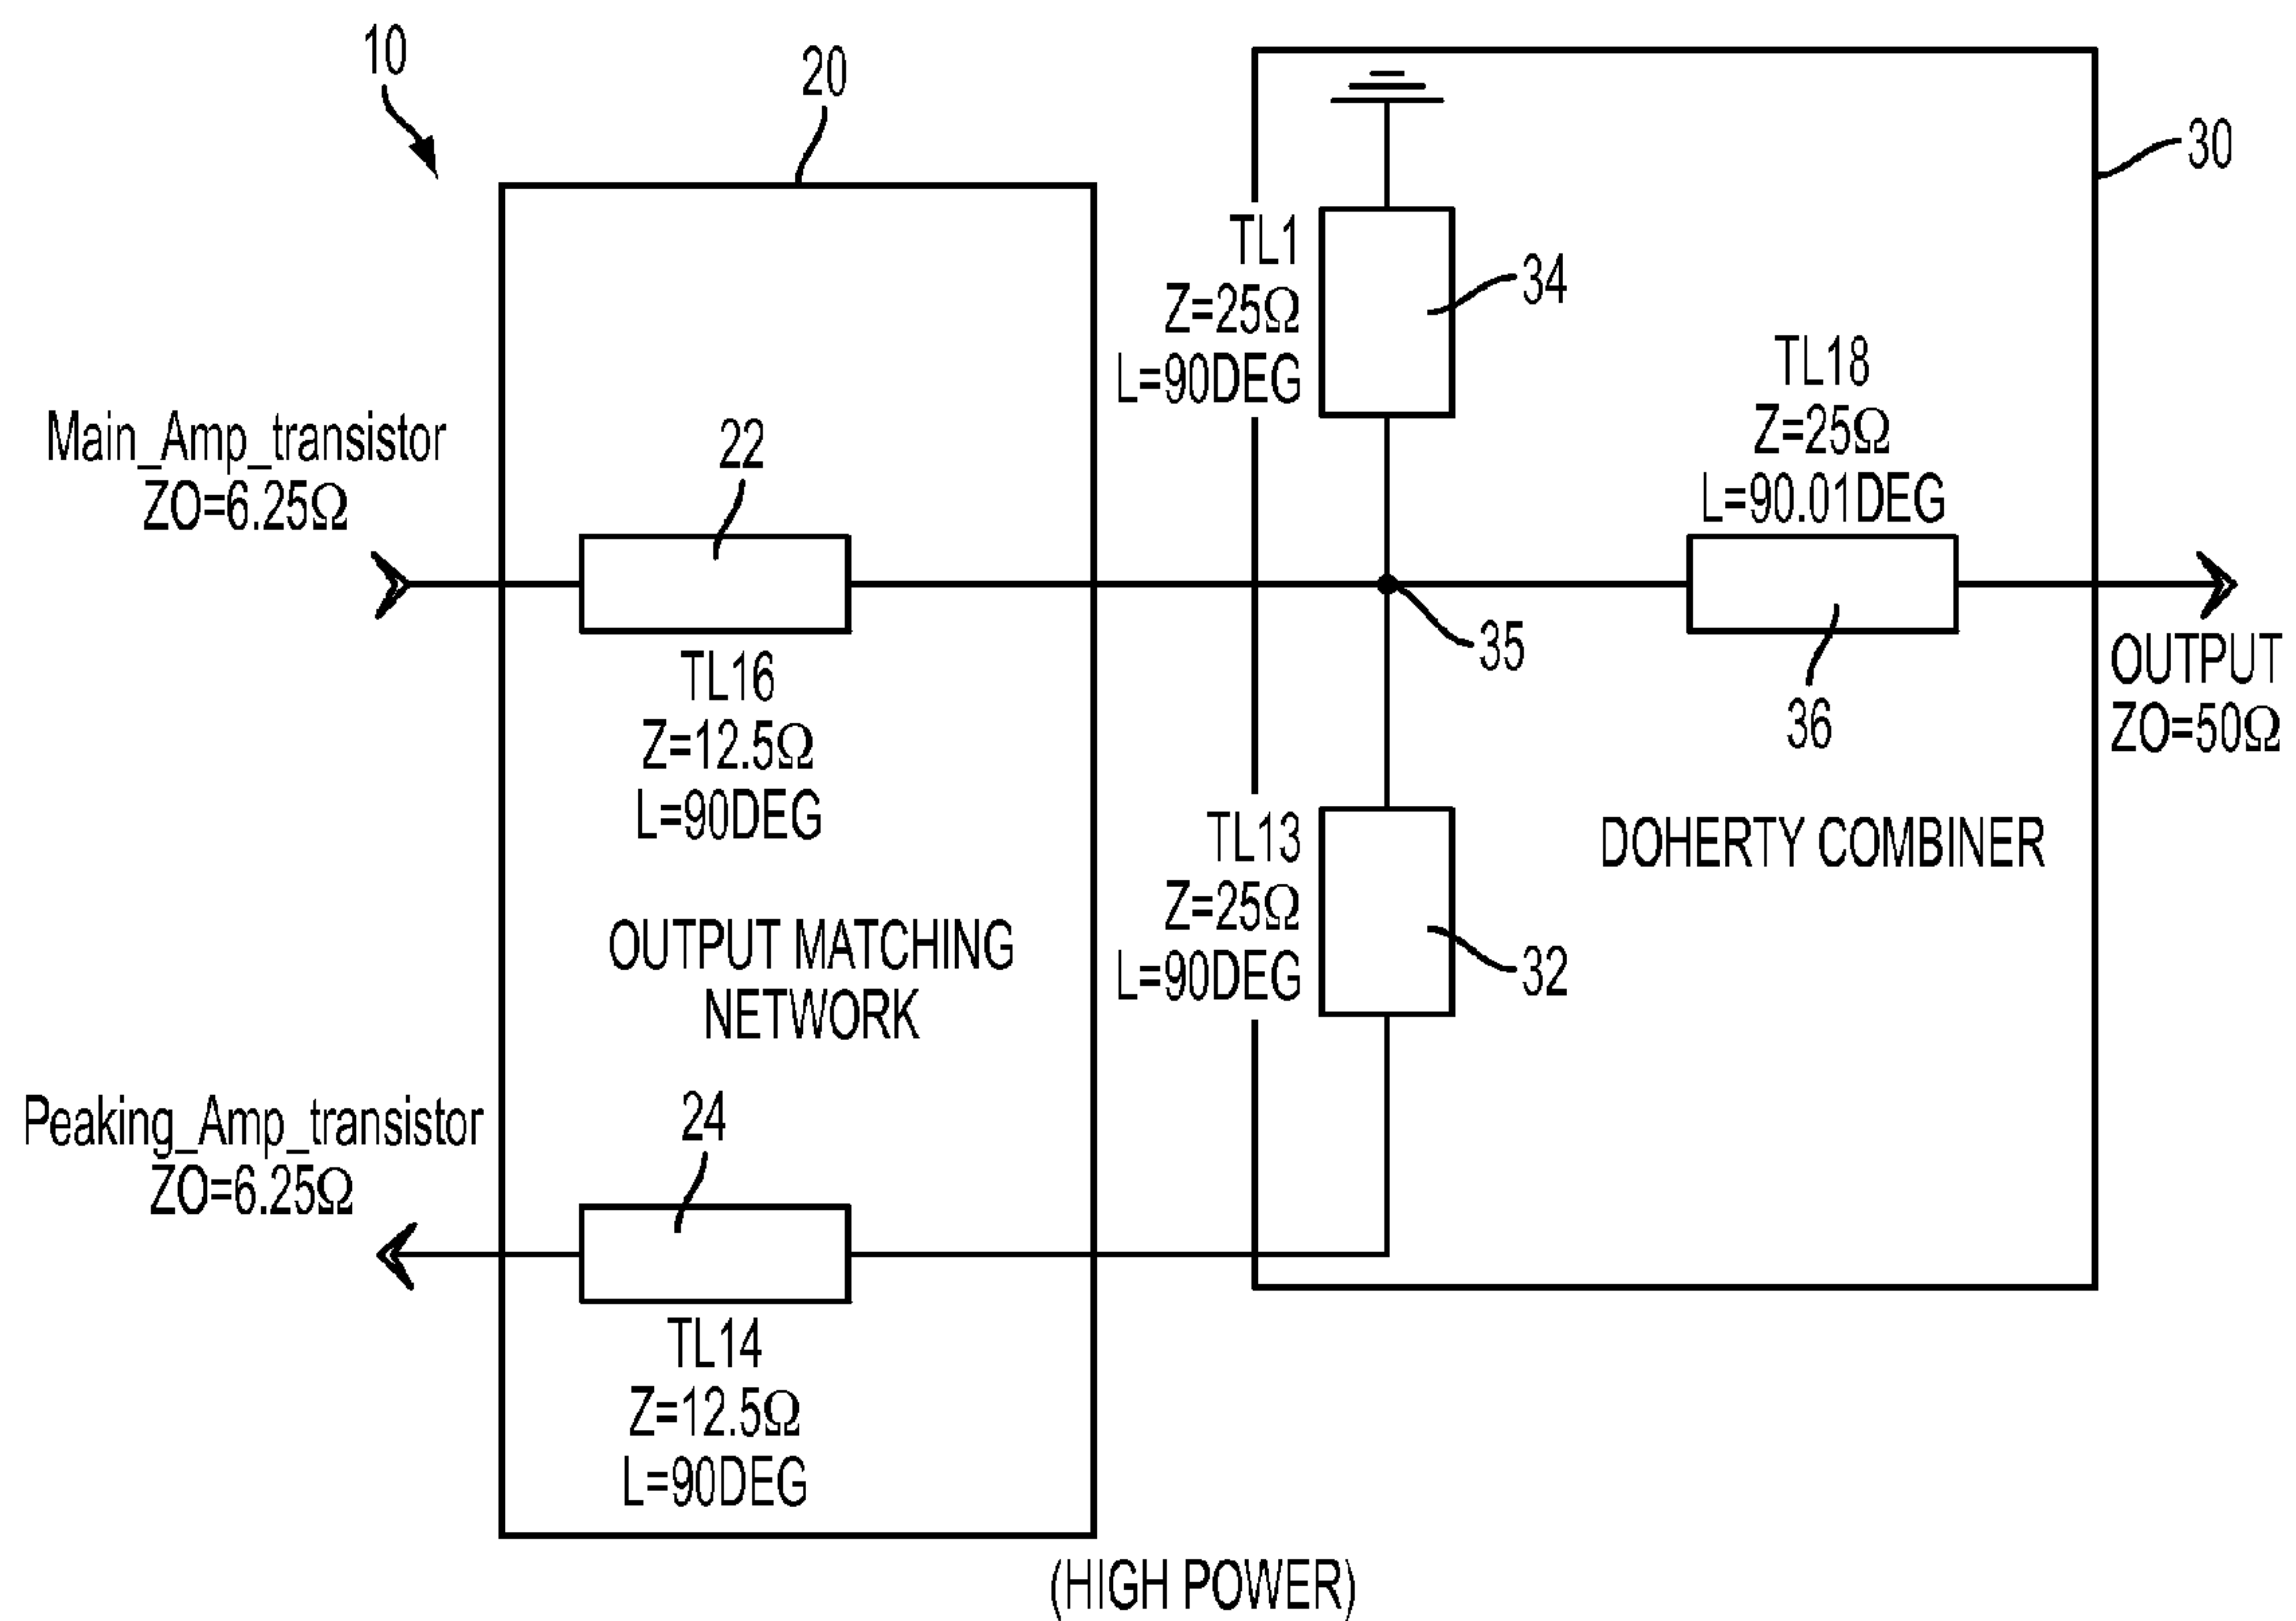 10
20
30
TL1
Z=25Ω
L=90DEG
34
TL18
Z=25Ω
L=90.01DEG
Main_Amp_transistor
ZO=6.25Ω
22
35
36
OUTPUT
ZO=50Ω
TL16
Z=12.5Ω
L=90DEG
TL13
Z=25Ω
L=90DEG
32
DOHERTY COMBINER
OUTPUT MATCHING
NETWORK
Peaking_Amp_transistor
ZO=6.25Ω
24
TL14
Z=12.5Ω
L=90DEG
(HIGH POWER)